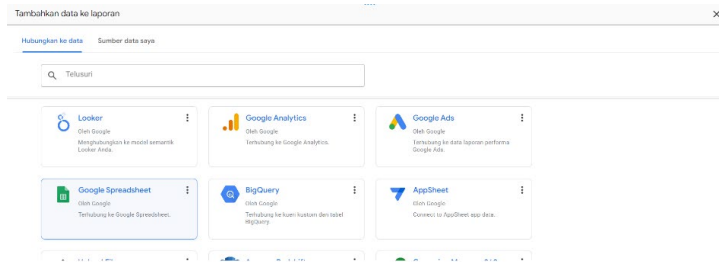 Tambahkan data ke laporan
Hubungkan ke data Sumber data saya
Telusuri
Looker
Oleh Google
Menghubungkan ke model semantik
Looker Anda.
Google Analytics
Oleh Google
Terhubung ke Google Analytics.
Google Ads
Oleh Google
Terhubung ke data laporan performa
Google Ads.
Google Spreadsheet
Oleh Google
Terhubung ke Google Spreadsheet.
BigQuery
Oleh Google
Terhubung ke kueri kustom dan tabel
BigQuery.
AppSheet
Oleh Google
Connect to AppSheet app data.